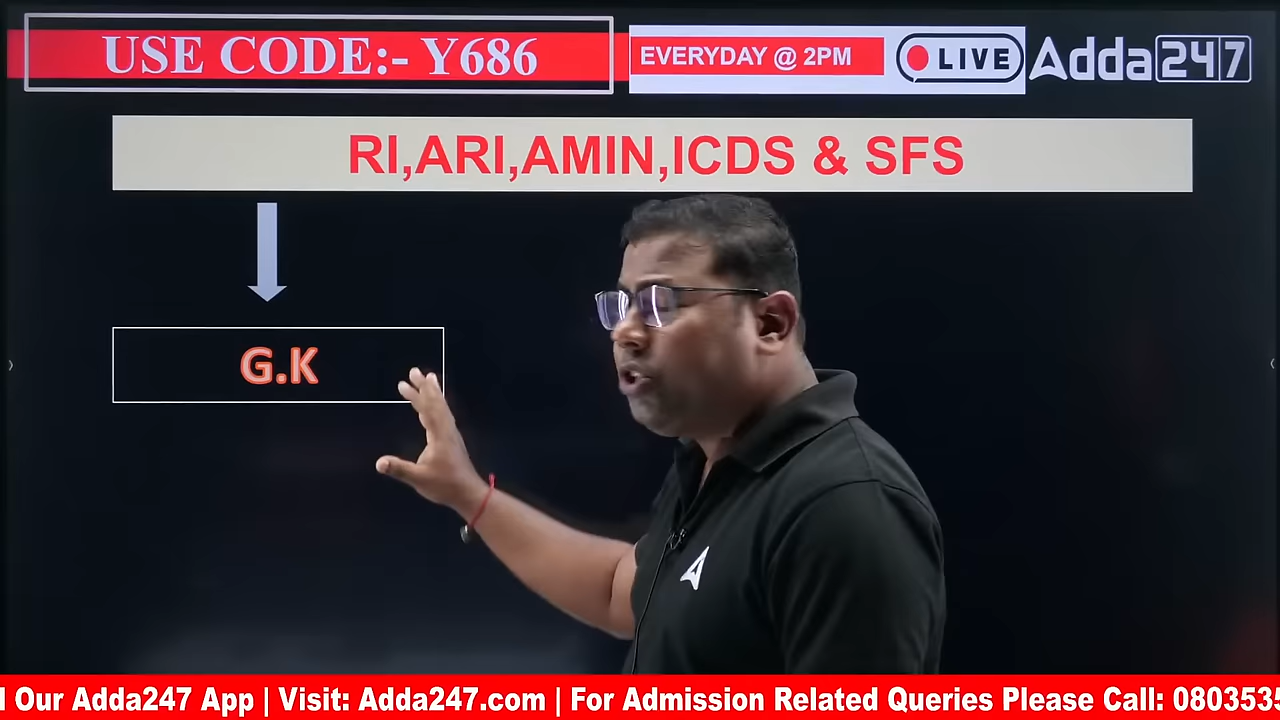 USE CODE:- Y686
EVERYDAY @ 2PM
LIVE
Adda247
RI,ARI,AMIN,ICDS & SFS
G.K
Our Adda247 App | Visit: Adda247.com | For Admission Related Queries Please Call: 080353